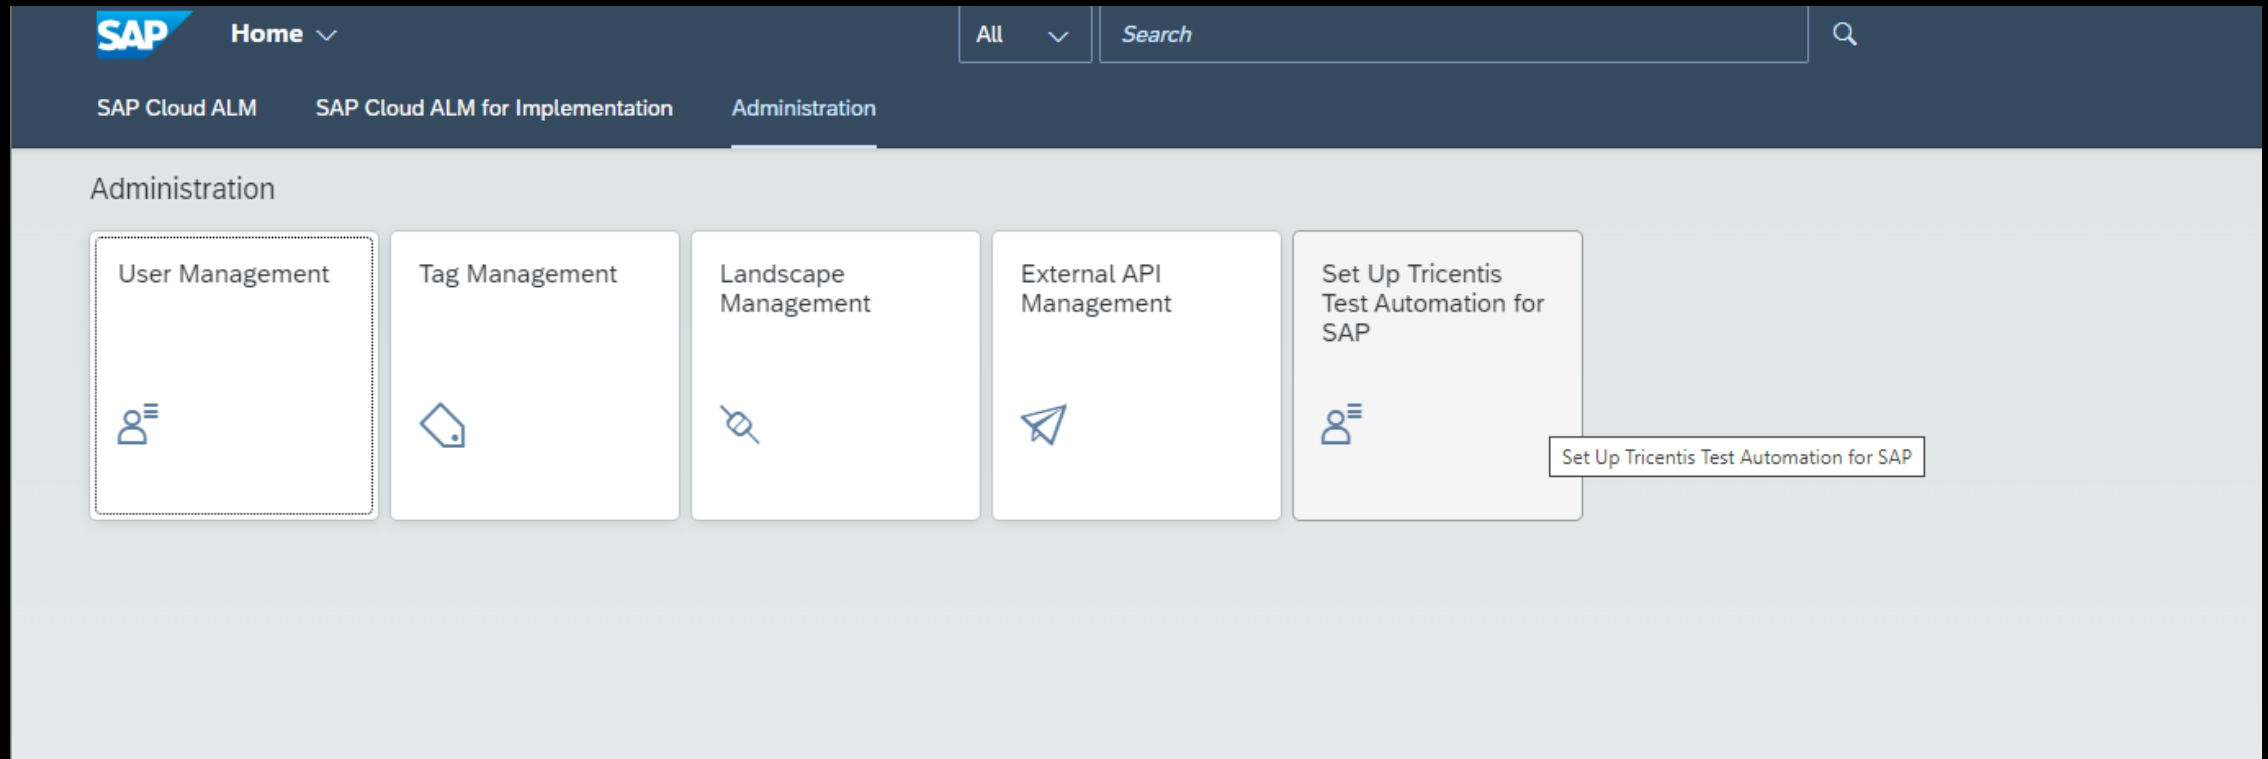 SAP Home All Search
SAP Cloud ALM SAP Cloud ALM for Implementation Administration
Administration
User Management
Tag Management
Landscape
Management
External API
Management
Set Up Tricentis
Test Automation for
SAP
Set Up Tricentis Test Automation for SAP